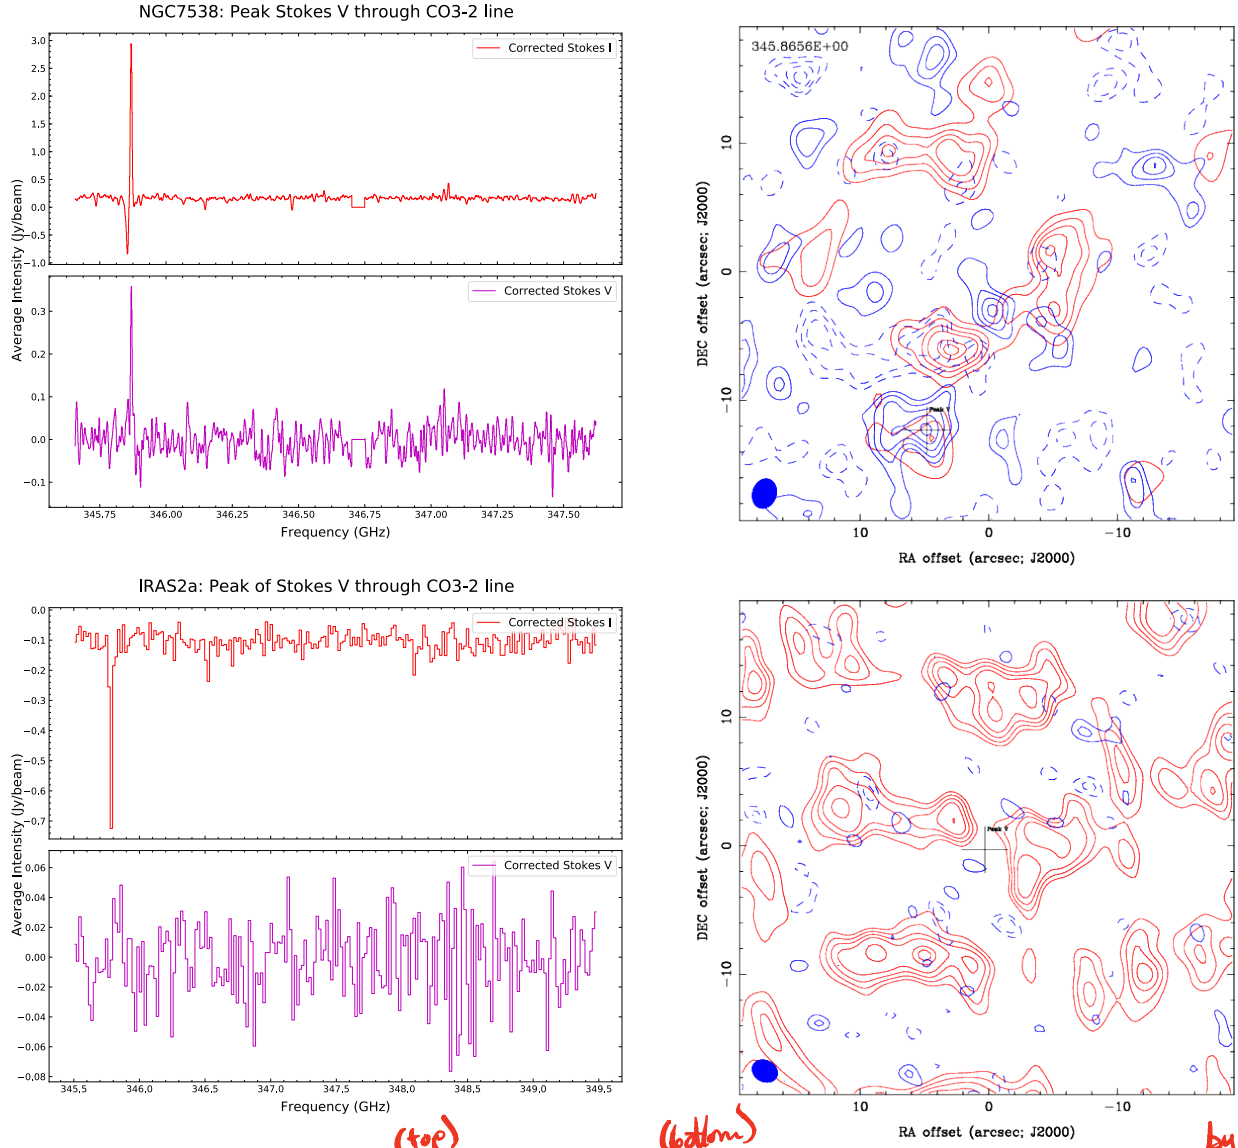 NGC7538: Peak Stokes V through CO3-2 line
Corrected Stokes I
3.0
2.5
2.0
1.5
1.0
0.5
0.0
−0.5
−1.0
Average Intensity (Jy/beam)
Corrected Stokes V
0.3
0.2
0.1
0.0
−0.1
345.75 346.00 346.25 346.50 346.75 347.00 347.25 347.50
Frequency (GHz)
345.8656E+00
10
0
−10
DEC offset (arcsec; J2000)
Peak V
10 0 −10
RA offset (arcsec; J2000)
IRAS2a: Peak of Stokes V through CO3-2 line
Corrected Stokes I
0.0
−0.1
−0.2
−0.3
−0.4
−0.5
−0.6
−0.7
Average Intensity (Jy/beam)
Corrected Stokes V
0.06
0.04
0.02
0.00
−0.02
−0.04
−0.06
−0.08
345.5 346.0 346.5 347.0 347.5 348.0 348.5 349.0 349.5
Frequency (GHz)
10
0
−10
DEC offset (arcsec; J2000)
Peak V
10 0 −10
RA offset (arcsec; J2000)
(top) (bottom) by